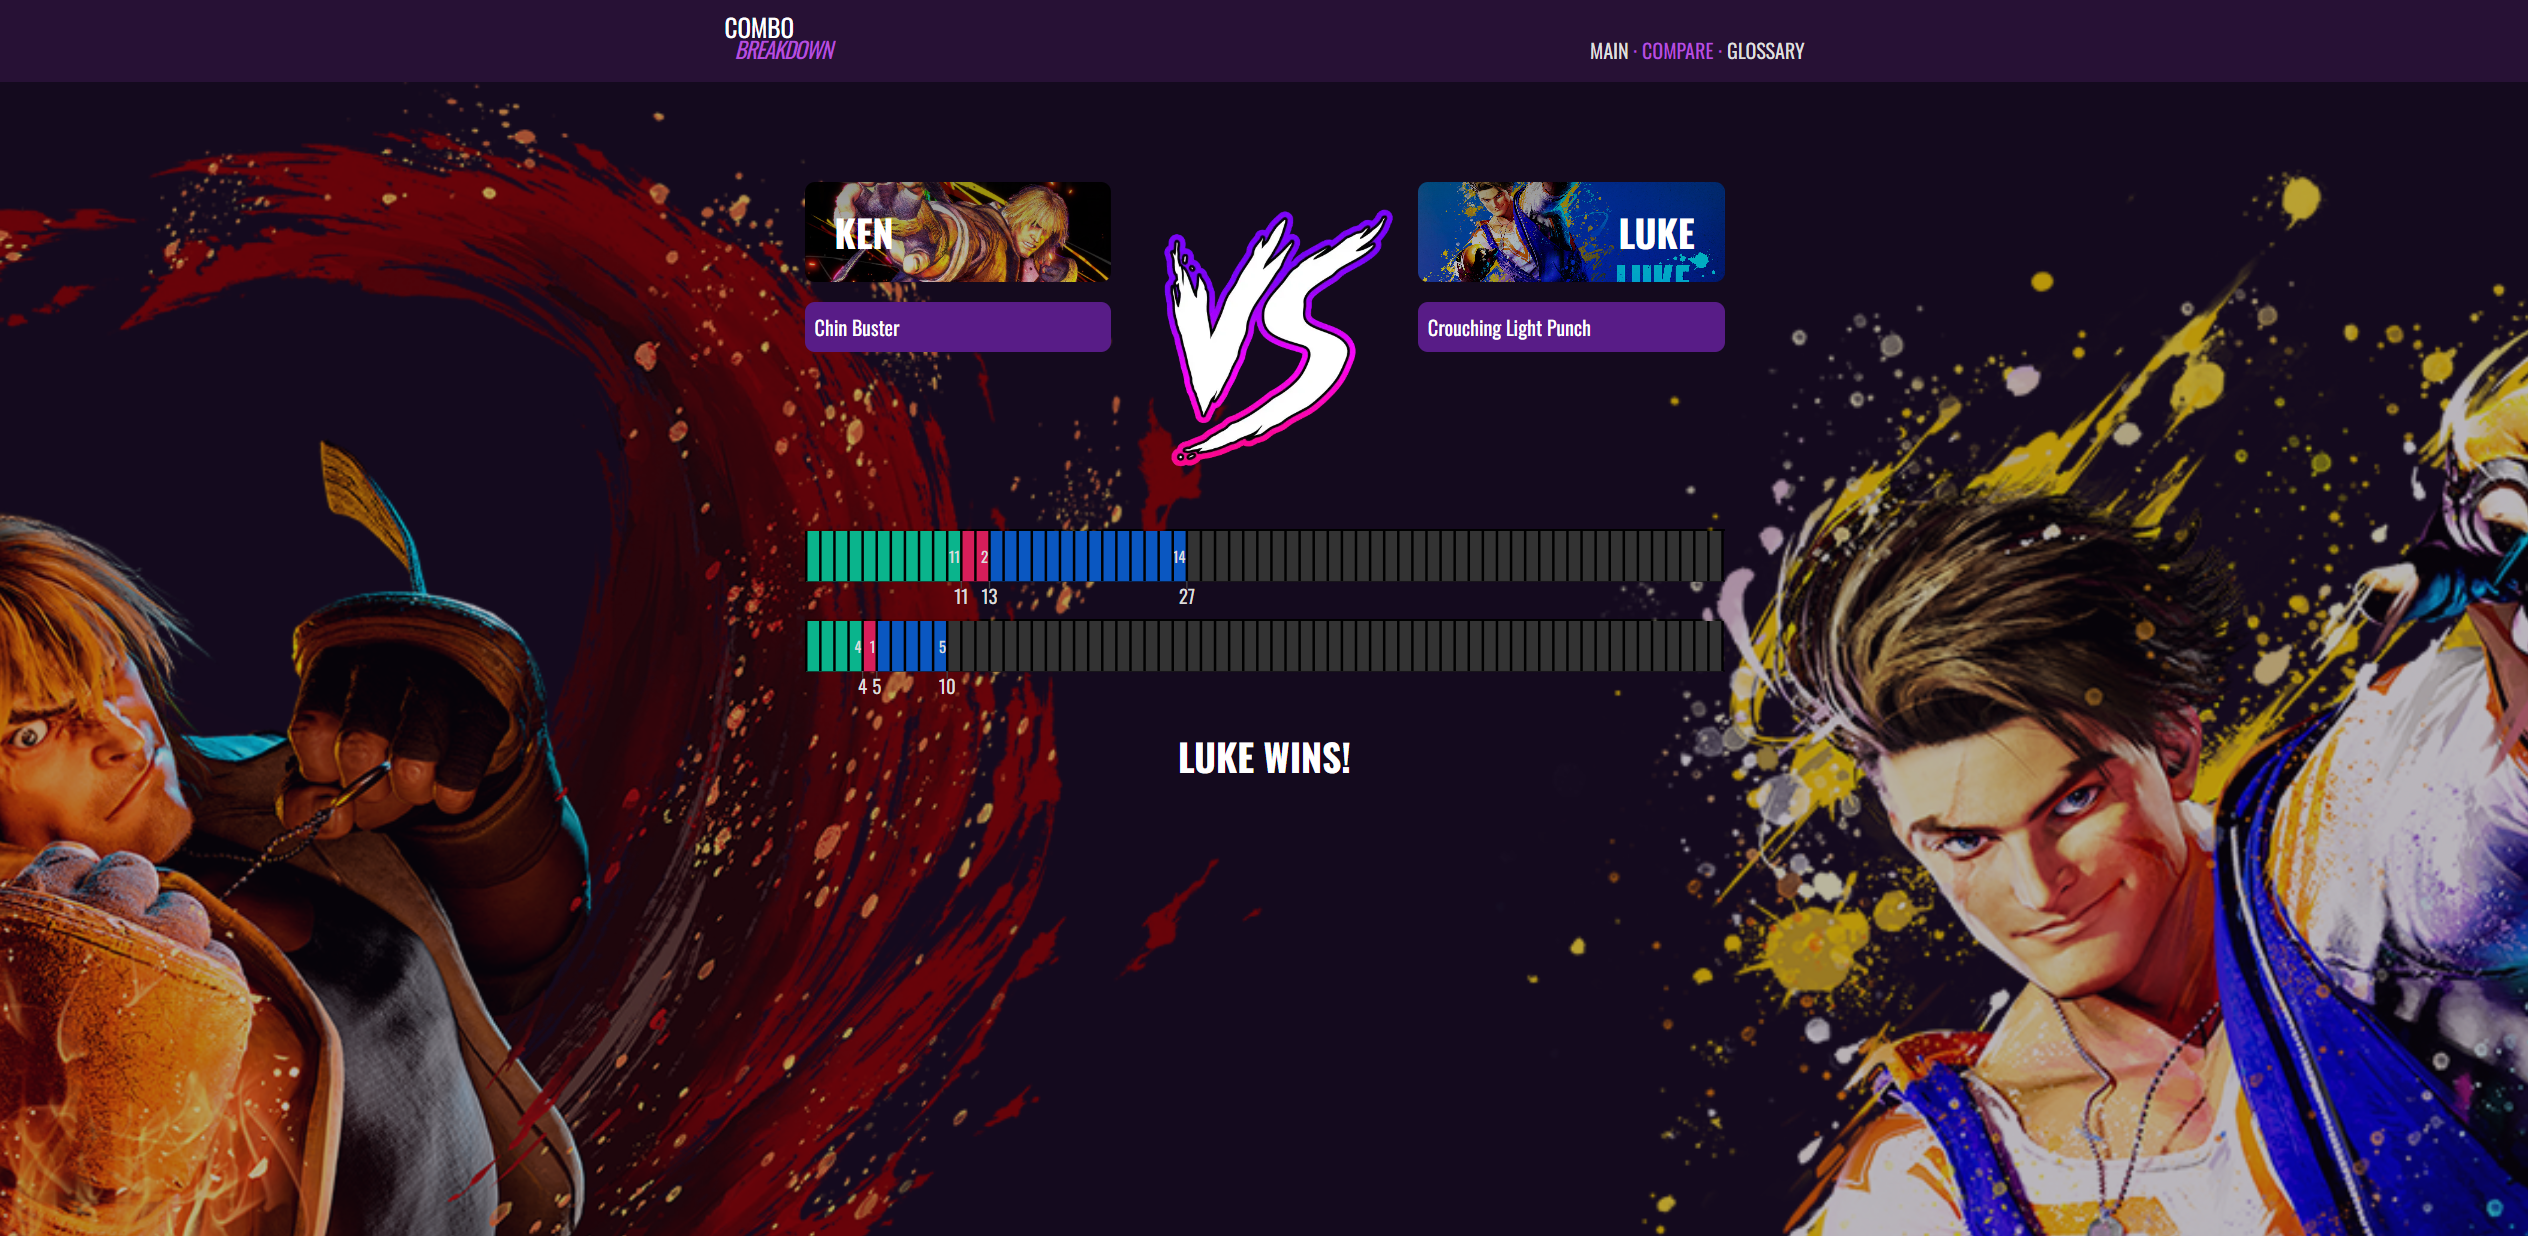 COMBO
BREAKDOWN
MAIN · COMPARE · GLOSSARY
KEN
LUKE
LUKE
Chin Buster
Crouching Light Punch
VS
11 2 14
11 13 27
4 1 5
4 5 10
LUKE WINS!